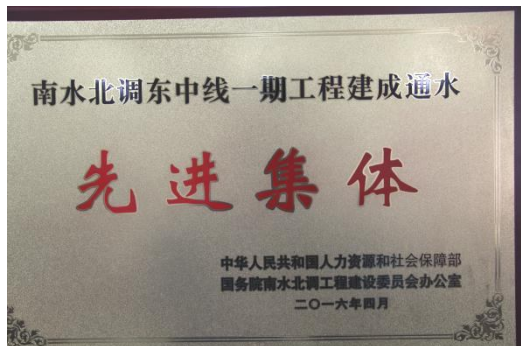 南水北调东中线一期工程建成通水
先进集体
中华人民共和国人力资源和社会保障部
国务院南水北调工程建设委员会办公室
二〇一六年四月